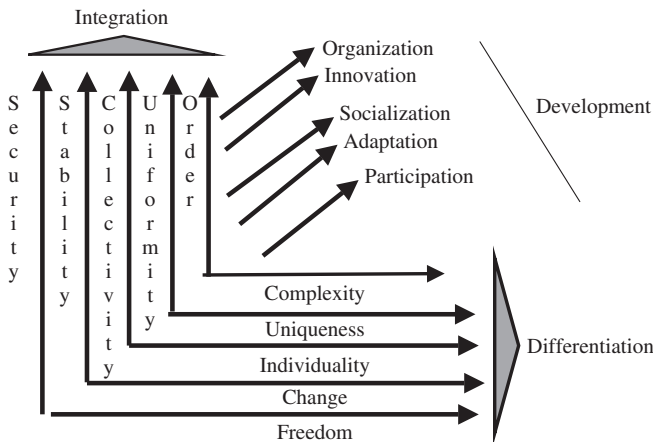 Integration
Organization
Innovation
Socialization
Adaptation
Participation
Development
Security
Stability
Collectivity
Uniformity
Order
Complexity
Uniqueness
Individuality
Change
Freedom
Differentiation